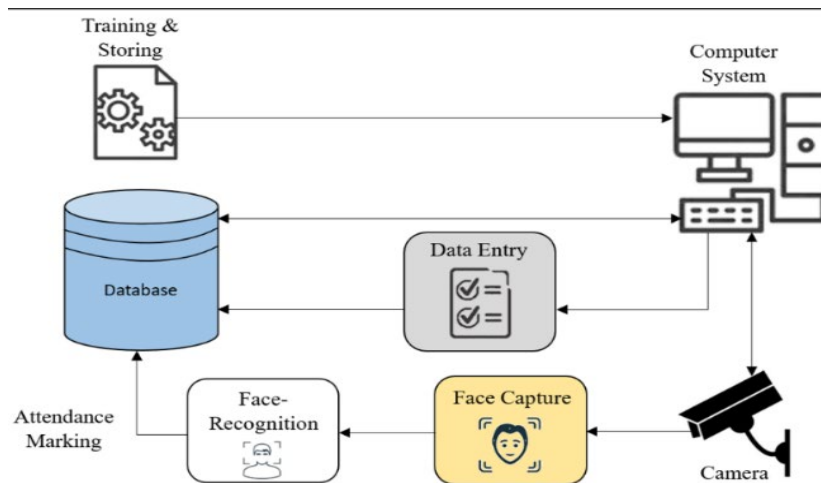 Training &
Storing
Computer
System
Data Entry
Database
Face-
Recognition
Face Capture
Attendance
Marking
Camera